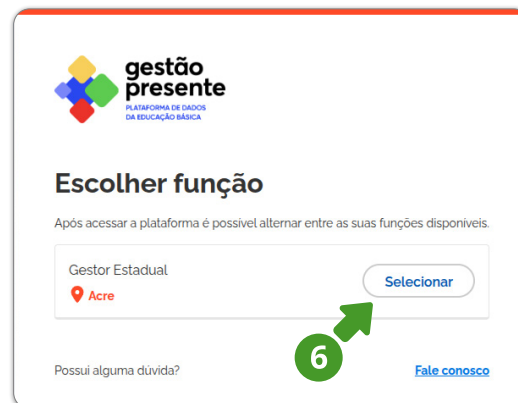 gestão
presente
PLATAFORMA DE DADOS
DA EDUCAÇÃO BÁSICA
Escolher função
Após acessar a plataforma é possível alternar entre as suas funções disponíveis.
Gestor Estadual
Acre
Selecionar
6
Possui alguma dúvida?
Fale conosco